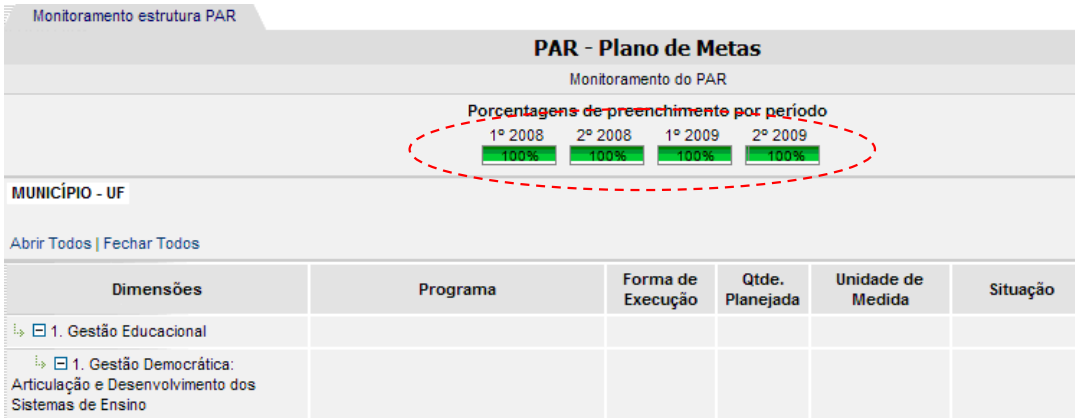 Monitoramento estrutura PAR
PAR - Plano de Metas
Monitoramento do PAR
Porcentagens de preenchimento por período
1º 2008 2º 2008 1º 2009 2º 2009
100% 100% 100% 100%
MUNICÍPIO - UF
Abrir Todos | Fechar Todos
Dimensões Programa Forma de Execução Qtde. Planejada Unidade de Medida Situação
1. Gestão Educacional
1. Gestão Democrática:
Articulação e Desenvolvimento dos
Sistemas de Ensino